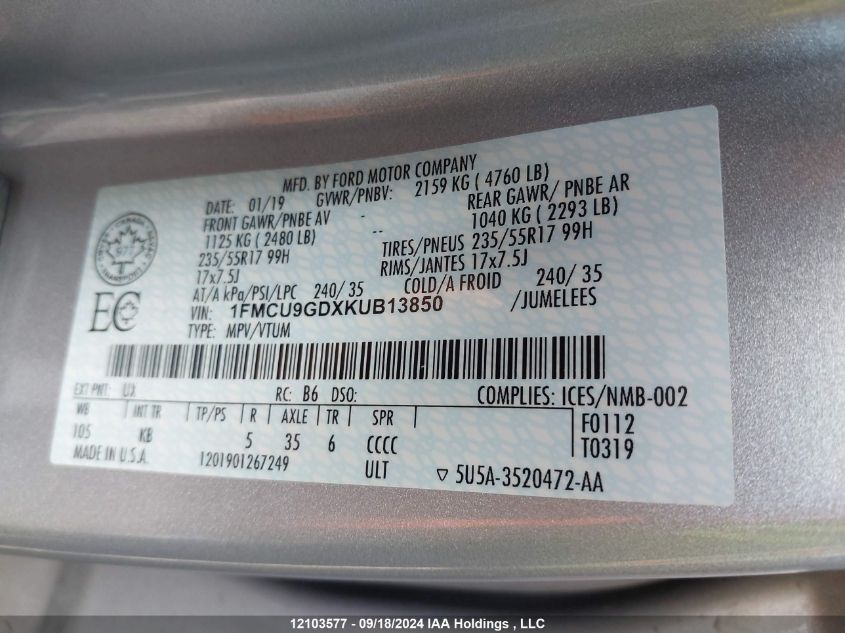 MFD. BY FORD MOTOR COMPANY
DATE: 01/19 GVWR/PNBV: 2159 KG ( 4760 LB)
FRONT GAWR/PNBE AV - REAR GAWR/ PNBE AR
1125 KG ( 2480 LB) -- 1040 KG ( 2293 LB)
235/55R17 99H TIRES/PNEUS 235/55R17 99H
17x7.5J RIMS/JANTES 17x7.5J
AT/A kPa/PSI/LPC 240/ 35 COLD/A FROID 240/ 35
VIN: 1FMCU9GDXKUB13850 /JUMELEES
TYPE: MPV/VTUM
EC
EXT PNT: UX RC: B6 DSO: COMPLIES: ICES/NMB-002
WB INT TR TP/PS R AXLE TR SPR F0112
105 KB 5 35 6 CCCC T0319
MADE IN U.S.A. 1201901267249 ULT ▽ 5U5A-3520472-AA
12103577 - 09/18/2024 IAA Holdings , LLC